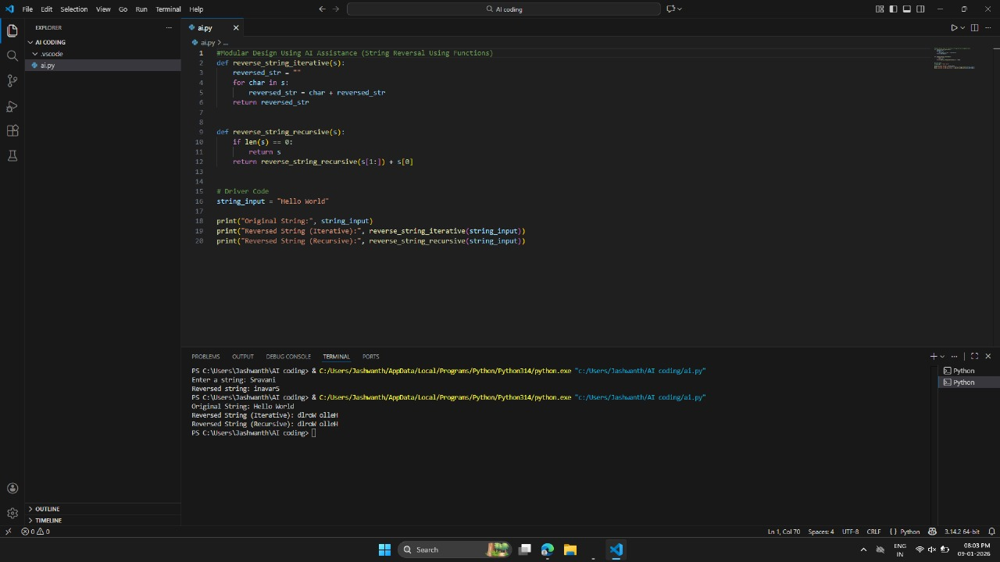 File Edit Selection View Go Run Terminal Help
AI coding
EXPLORER
AI CODING
.vscode
ai.py
OUTLINE
TIMELINE
ai.py
ai.py > ...
1 #Modular Design Using AI Assistance (String Reversal Using Functions)
2 def reverse_string_iterative(s):
3 reversed_str = ""
4 for char in s:
5 reversed_str = char + reversed_str
6 return reversed_str
7
8
9 def reverse_string_recursive(s):
10 if len(s) == 0:
11 return s
12 return reverse_string_recursive(s[1:]) + s[0]
13
14
15 # Driver Code
16 string_input = "Hello World"
17
18 print("Original String:", string_input)
19 print("Reversed String (Iterative):", reverse_string_iterative(string_input))
20 print("Reversed String (Recursive):", reverse_string_recursive(string_input))
PROBLEMS OUTPUT DEBUG CONSOLE TERMINAL PORTS
PS C:\Users\Jashwanth\AI coding> & C:/Users/Jashwanth/AppData/Local/Programs/Python/Python314/python.exe "c:/Users/Jashwanth/AI coding/ai.py"
Enter a string: Sravani
Reversed string: inavarS
PS C:\Users\Jashwanth\AI coding> & C:/Users/Jashwanth/AppData/Local/Programs/Python/Python314/python.exe "c:/Users/Jashwanth/AI coding/ai.py"
Original String: Hello World
Reversed String (Iterative): dlroW olleH
Reversed String (Recursive): dlroW olleH
PS C:\Users\Jashwanth\AI coding>
Python
Python
0 0
Ln 1, Col 70 Spaces: 4 UTF-8 CRLF { } Python 3.14.2 64-bit
Search
ENG
IN
08:03 PM
09-01-2026